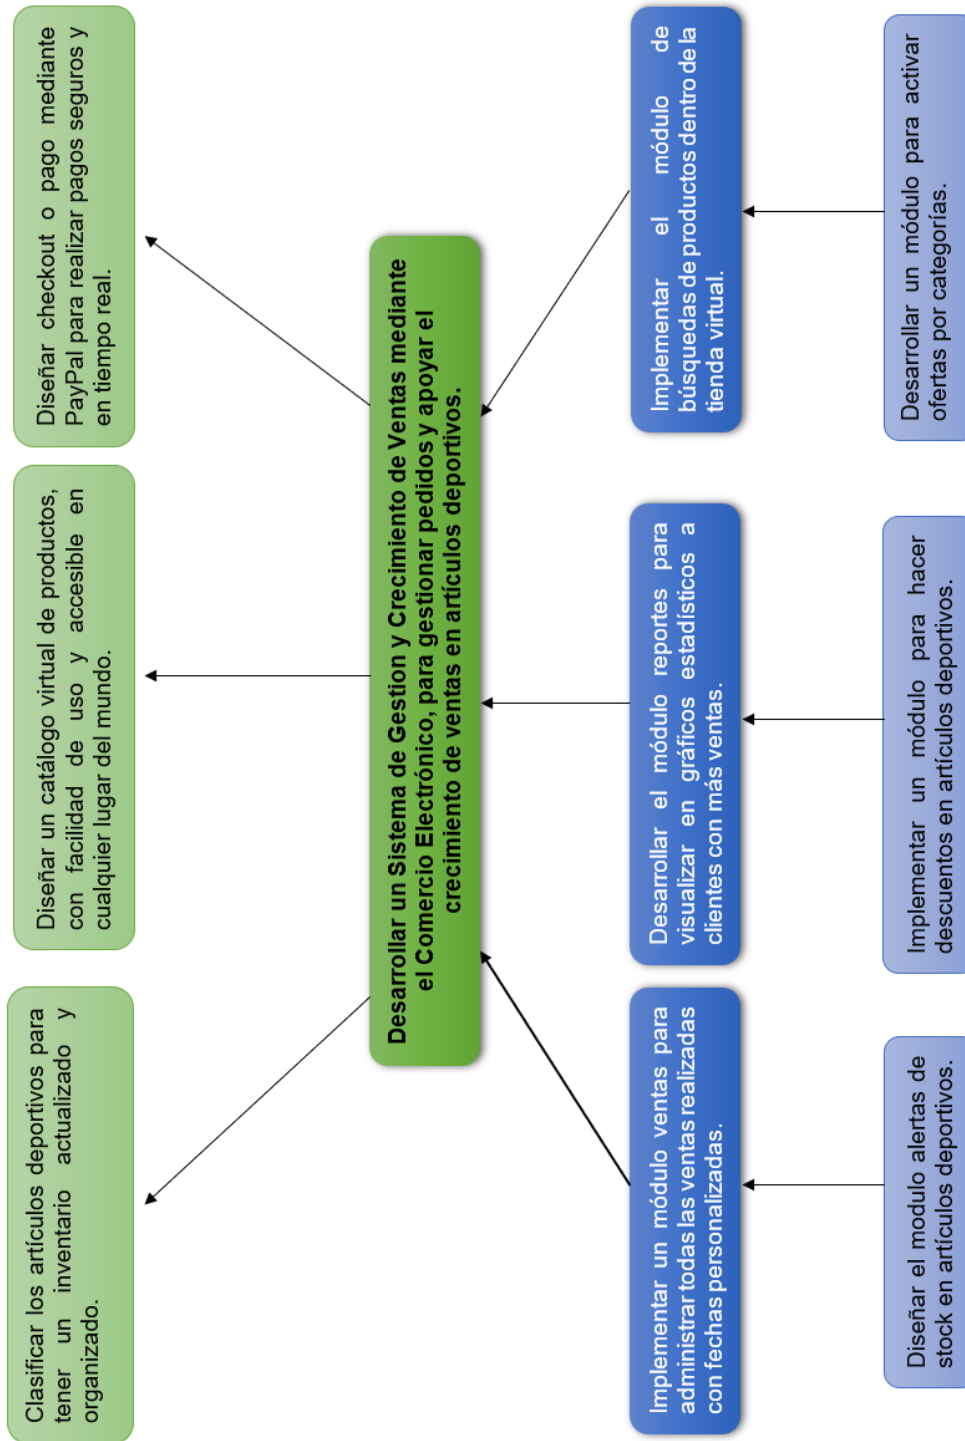 Clasificar los artículos deportivos para
tener un inventario actualizado y
organizado.
Diseñar un catálogo virtual de productos,
con facilidad de uso y accesible en
cualquier lugar del mundo.
Diseñar checkout o pago mediante
PayPal para realizar pagos seguros y
en tiempo real.
Desarrollar un Sistema de Gestion y Crecimiento de Ventas mediante
el Comercio Electrónico, para gestionar pedidos y apoyar el
crecimiento de ventas en artículos deportivos.
Implementar un módulo ventas para
administrar todas las ventas realizadas
con fechas personalizadas.
Desarrollar el módulo reportes para
visualizar en gráficos estadísticos a
clientes con más ventas.
Implementar el módulo de
búsquedas de productos dentro de la
tienda virtual.
Diseñar el modulo alertas de
stock en artículos deportivos.
Implementar un módulo para hacer
descuentos en artículos deportivos.
Desarrollar un módulo para activar
ofertas por categorías.